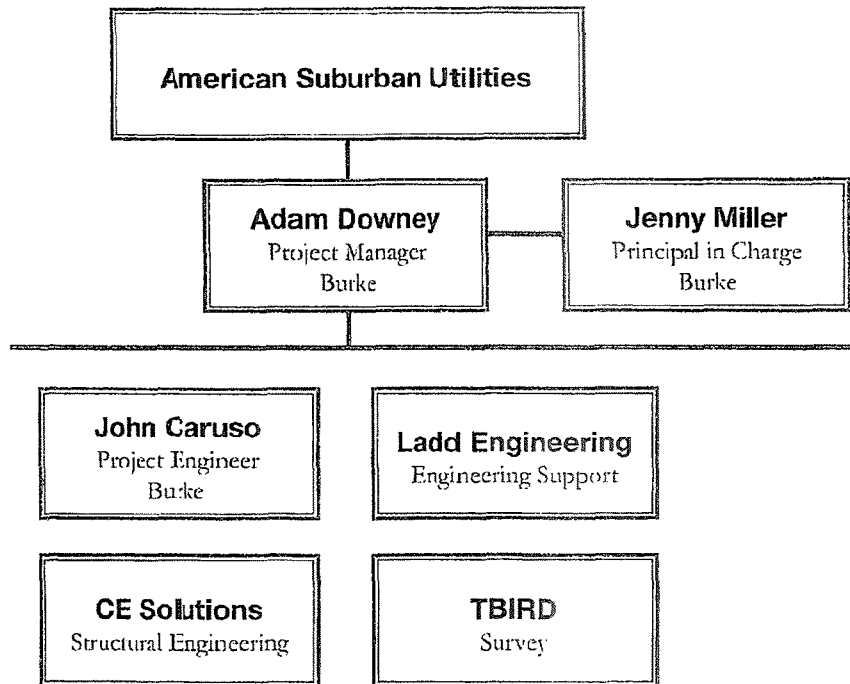 American Suburban Utilities
Adam Downey
Project Manager
Burke
Jenny Miller
Principal in Charge
Burke
John Caruso
Project Engineer
Burke
Ladd Engineering
Engineering Support
CE Solutions
Structural Engineering
TBIRD
Survey